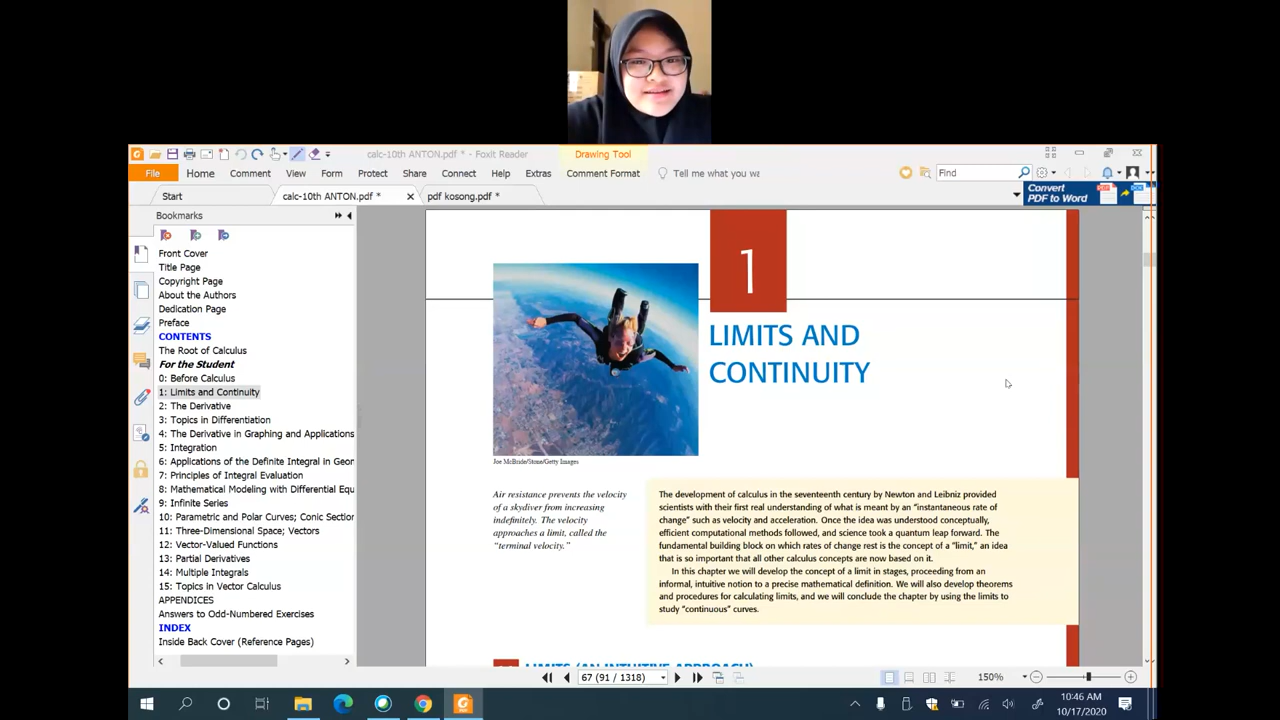 calc-10th ANTON.pdf * - Foxit Reader
Drawing Tool
File Home Comment View Form Protect Share Connect Help Extras Comment Format Tell me what you wa Find
Start calc-10th ANTON.pdf * pdf kosong.pdf *
Convert
PDF to Word
Bookmarks
Front Cover
Title Page
Copyright Page
About the Authors
Dedication Page
Preface
CONTENTS
The Root of Calculus
For the Student
0: Before Calculus
1: Limits and Continuity
2: The Derivative
3: Topics in Differentiation
4: The Derivative in Graphing and Applications
5: Integration
6: Applications of the Definite Integral in Geor
7: Principles of Integral Evaluation
8: Mathematical Modeling with Differential Equ
9: Infinite Series
10: Parametric and Polar Curves; Conic Section
11: Three-Dimensional Space; Vectors
12: Vector-Valued Functions
13: Partial Derivatives
14: Multiple Integrals
15: Topics in Vector Calculus
APPENDICES
Answers to Odd-Numbered Exercises
INDEX
Inside Back Cover (Reference Pages)
1
LIMITS AND
CONTINUITY
Joe McBride/Stone/Getty Images
Air resistance prevents the velocity
of a skydiver from increasing
indefinitely. The velocity
approaches a limit, called the
“terminal velocity.”
The development of calculus in the seventeenth century by Newton and Leibniz provided
scientists with their first real understanding of what is meant by an “instantaneous rate of
change” such as velocity and acceleration. Once the idea was understood conceptually,
efficient computational methods followed, and science took a quantum leap forward. The
fundamental building block on which rates of change rest is the concept of a “limit,” an idea
that is so important that all other calculus concepts are now based on it.
In this chapter we will develop the concept of a limit in stages, proceeding from an
informal, intuitive notion to a precise mathematical definition. We will also develop theorems
and procedures for calculating limits, and we will conclude the chapter by using the limits to
study “continuous” curves.
LIMITS (AN INTUITIVE APPROACH)
67 (91 / 1318)
150%
10:46 AM
10/17/2020